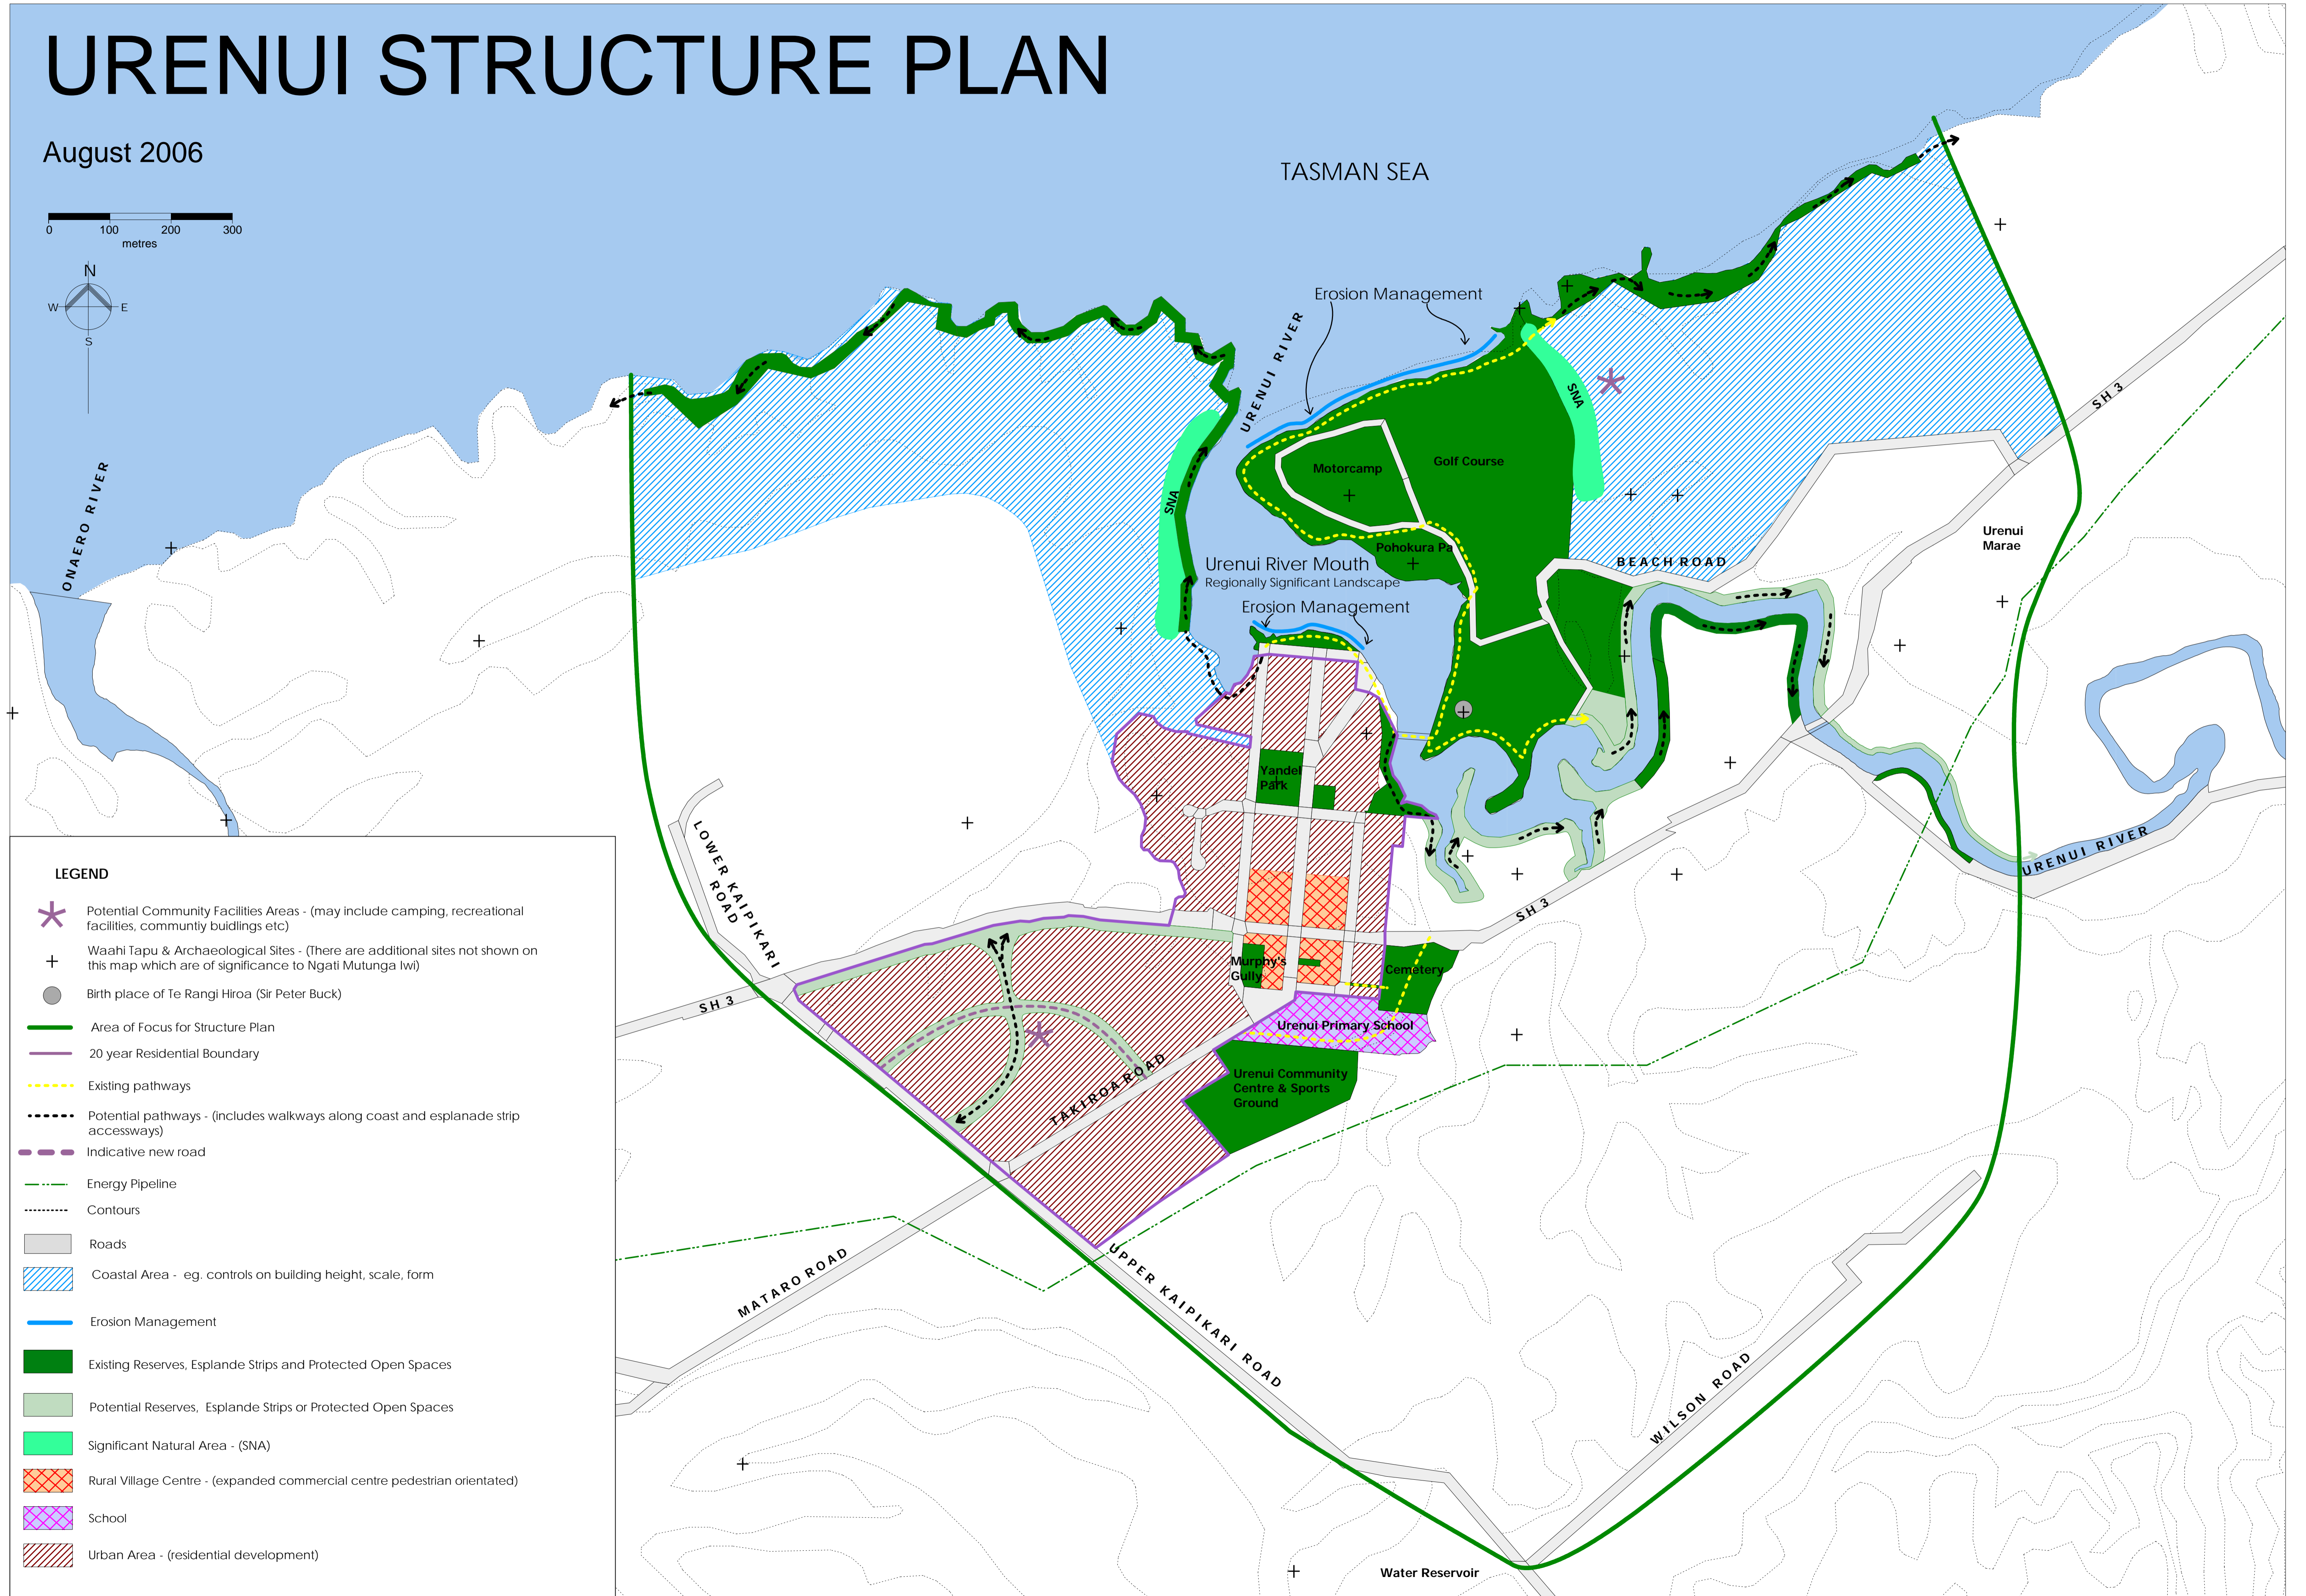 URENUI STRUCTURE PLAN
August 2006
0 100 200 300
metres
N
W E
S
TASMAN SEA
Erosion Management
URENUI RIVER
SNA
SNA
SH 3
Motorcamp
Golf Course
ONAERO RIVER
Urenui
Marae
Pohokura Pa
Urenui River Mouth
Regionally Significant Landscape
BEACH ROAD
Erosion Management
Yandel
Park
LOWER KAIPIKARI
ROAD
URENUI RIVER
SH 3
Murphy's
Gully
Cemetery
SH 3
Urenui Primary School
TAKIROA ROAD
Urenui Community
Centre & Sports
Ground
MATARO ROAD
UPPER KAIPIKARI ROAD
WILSON ROAD
Water Reservoir
LEGEND
Potential Community Facilities Areas - (may include camping, recreational
facilities, communtiy buidlings etc)
Waahi Tapu & Archaeological Sites - (There are additional sites not shown on
this map which are of significance to Ngati Mutunga Iwi)
Birth place of Te Rangi Hiroa (Sir Peter Buck)
Area of Focus for Structure Plan
20 year Residential Boundary
Existing pathways
Potential pathways - (includes walkways along coast and esplanade strip
accessways)
Indicative new road
Energy Pipeline
Contours
Roads
Coastal Area - eg. controls on building height, scale, form
Erosion Management
Existing Reserves, Esplande Strips and Protected Open Spaces
Potential Reserves, Esplande Strips or Protected Open Spaces
Significant Natural Area - (SNA)
Rural Village Centre - (expanded commercial centre pedestrian orientated)
School
Urban Area - (residential development)